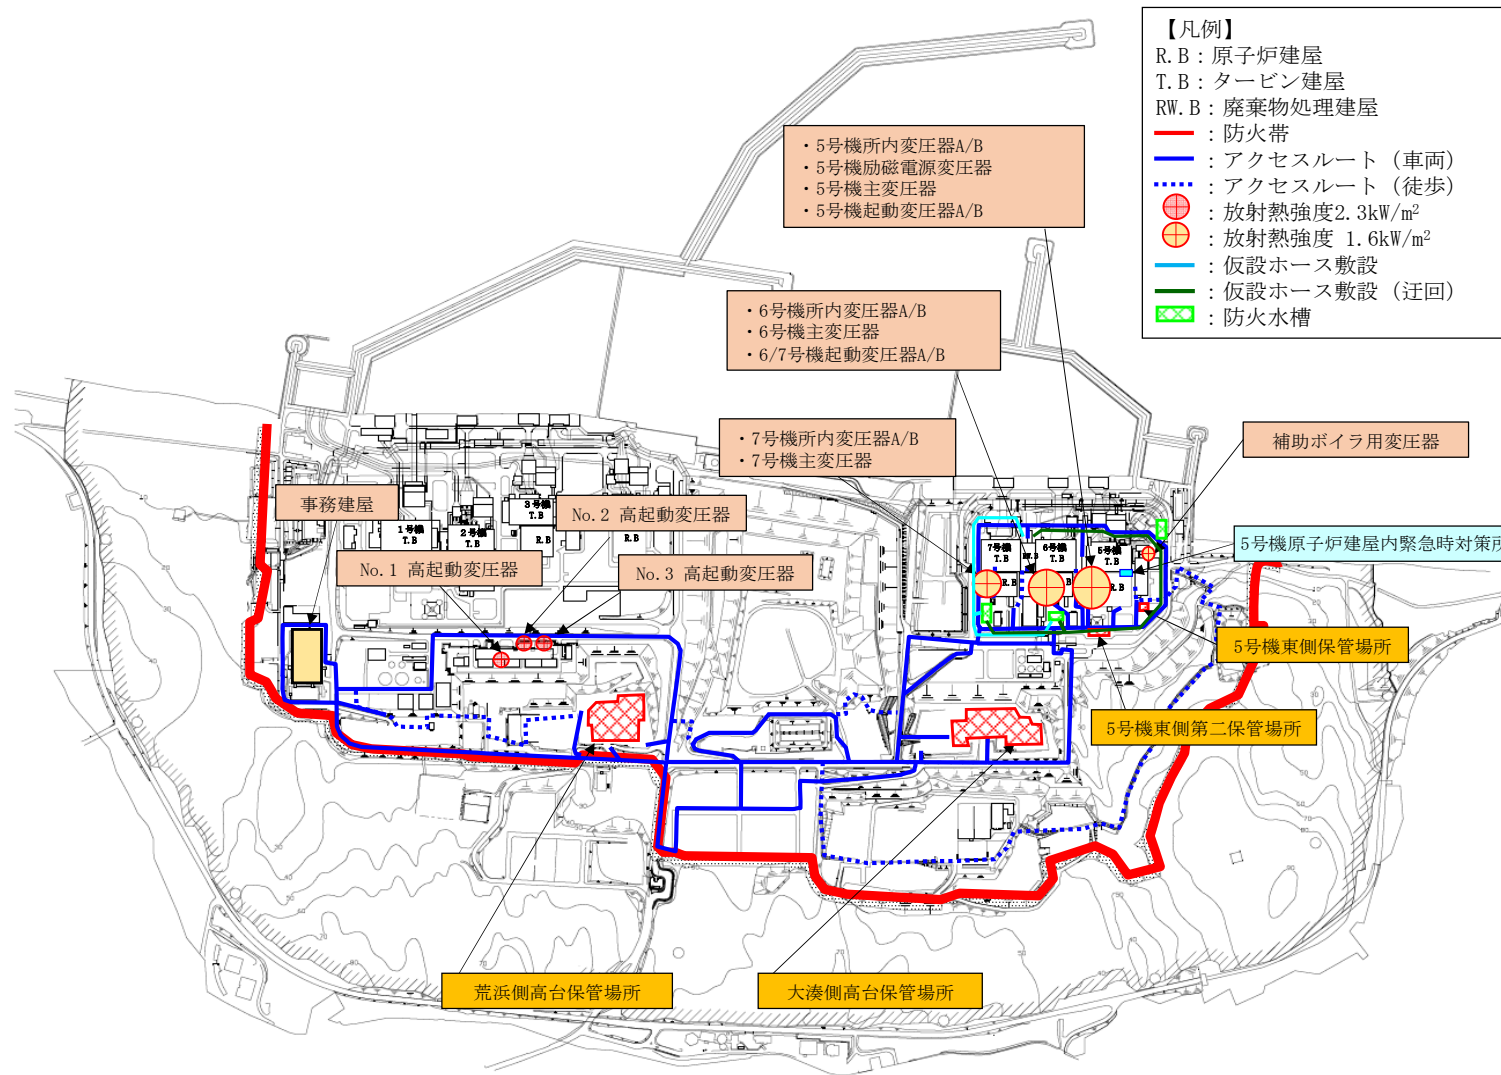 【凡例】
R.B：原子炉建屋
T.B：タービン建屋
RW.B：廃棄物処理建屋
：防火帯
：アクセスルート（車両）
：アクセスルート（徒歩）
：放射熱強度2.3kW/m²
：放射熱強度 1.6kW/m²
：仮設ホース敷設
：仮設ホース敷設（迂回）
：防火水槽
・5号機所内変圧器A/B
・5号機励磁電源変圧器
・5号機主変圧器
・5号機起動変圧器A/B
・6号機所内変圧器A/B
・6号機主変圧器
・6/7号機起動変圧器A/B
・7号機所内変圧器A/B
・7号機主変圧器
補助ボイラ用変圧器
事務建屋
No.2 高起動変圧器
No.1 高起動変圧器
No.3 高起動変圧器
1号機
T.B
2号機
T.B
3号機
T.B
R.B
R.B
7号機
T.B
R.B
6号機
T.B
5号機
T.B
R.B
5号機原子炉建屋内緊急時対策所
5号機東側保管場所
5号機東側第二保管場所
荒浜側高台保管場所
大湊側高台保管場所